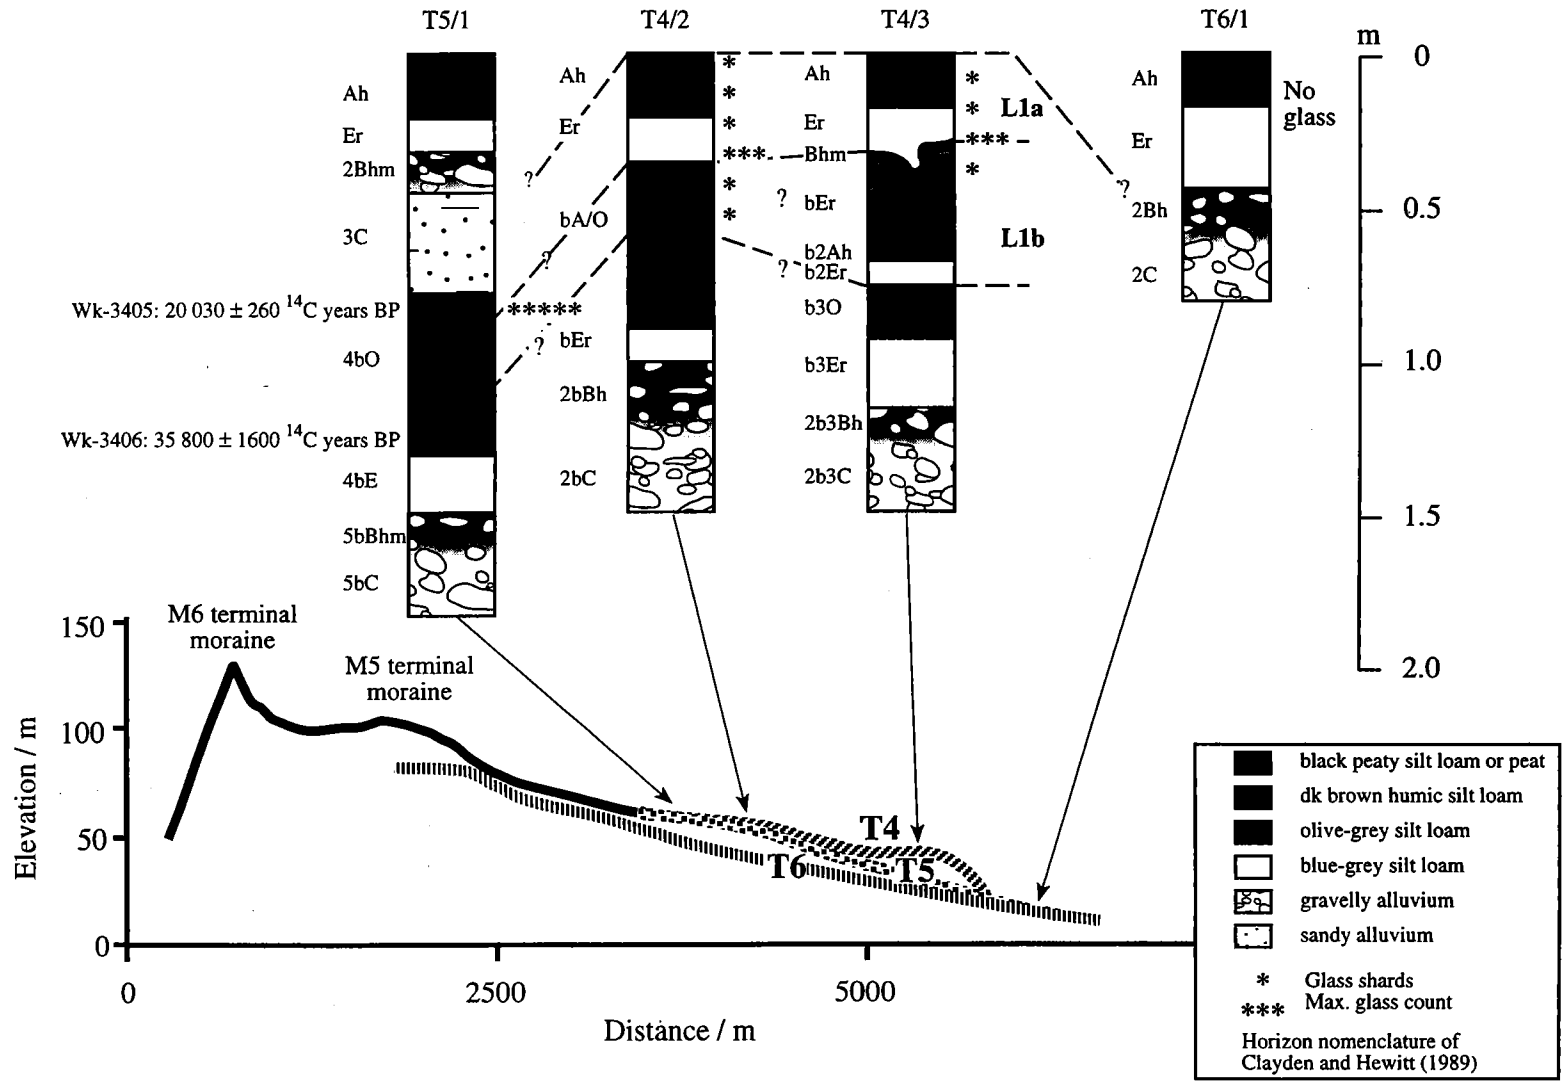 T5/1
T4/2
T4/3
T6/1
m
0
0.5
1.0
1.5
2.0
Ah
Er
2Bhm
3C
Wk-3405: 20 030 ± 260 14C years BP
4bO
Wk-3406: 35 800 ± 1600 14C years BP
4bE
5bBhm
5bC
?
?
?
*****
Ah
Er
bA/O
bEr
2bBh
2bC
*
*
*
***
*
*
?
?
Ah
Er
Bhm
bEr
b2Ah
b2Er
b3O
b3Er
2b3Bh
2b3C
*
*
***
*
L1a
L1b
?
Ah
Er
2Bh
2C
No
glass
M6 terminal
moraine
M5 terminal
moraine
150
100
50
0
Elevation / m
T4
T5
T6
0
2500
5000
Distance / m
black peaty silt loam or peat
dk brown humic silt loam
olive-grey silt loam
blue-grey silt loam
gravelly alluvium
sandy alluvium
* Glass shards
*** Max. glass count
Horizon nomenclature of
Clayden and Hewitt (1989)